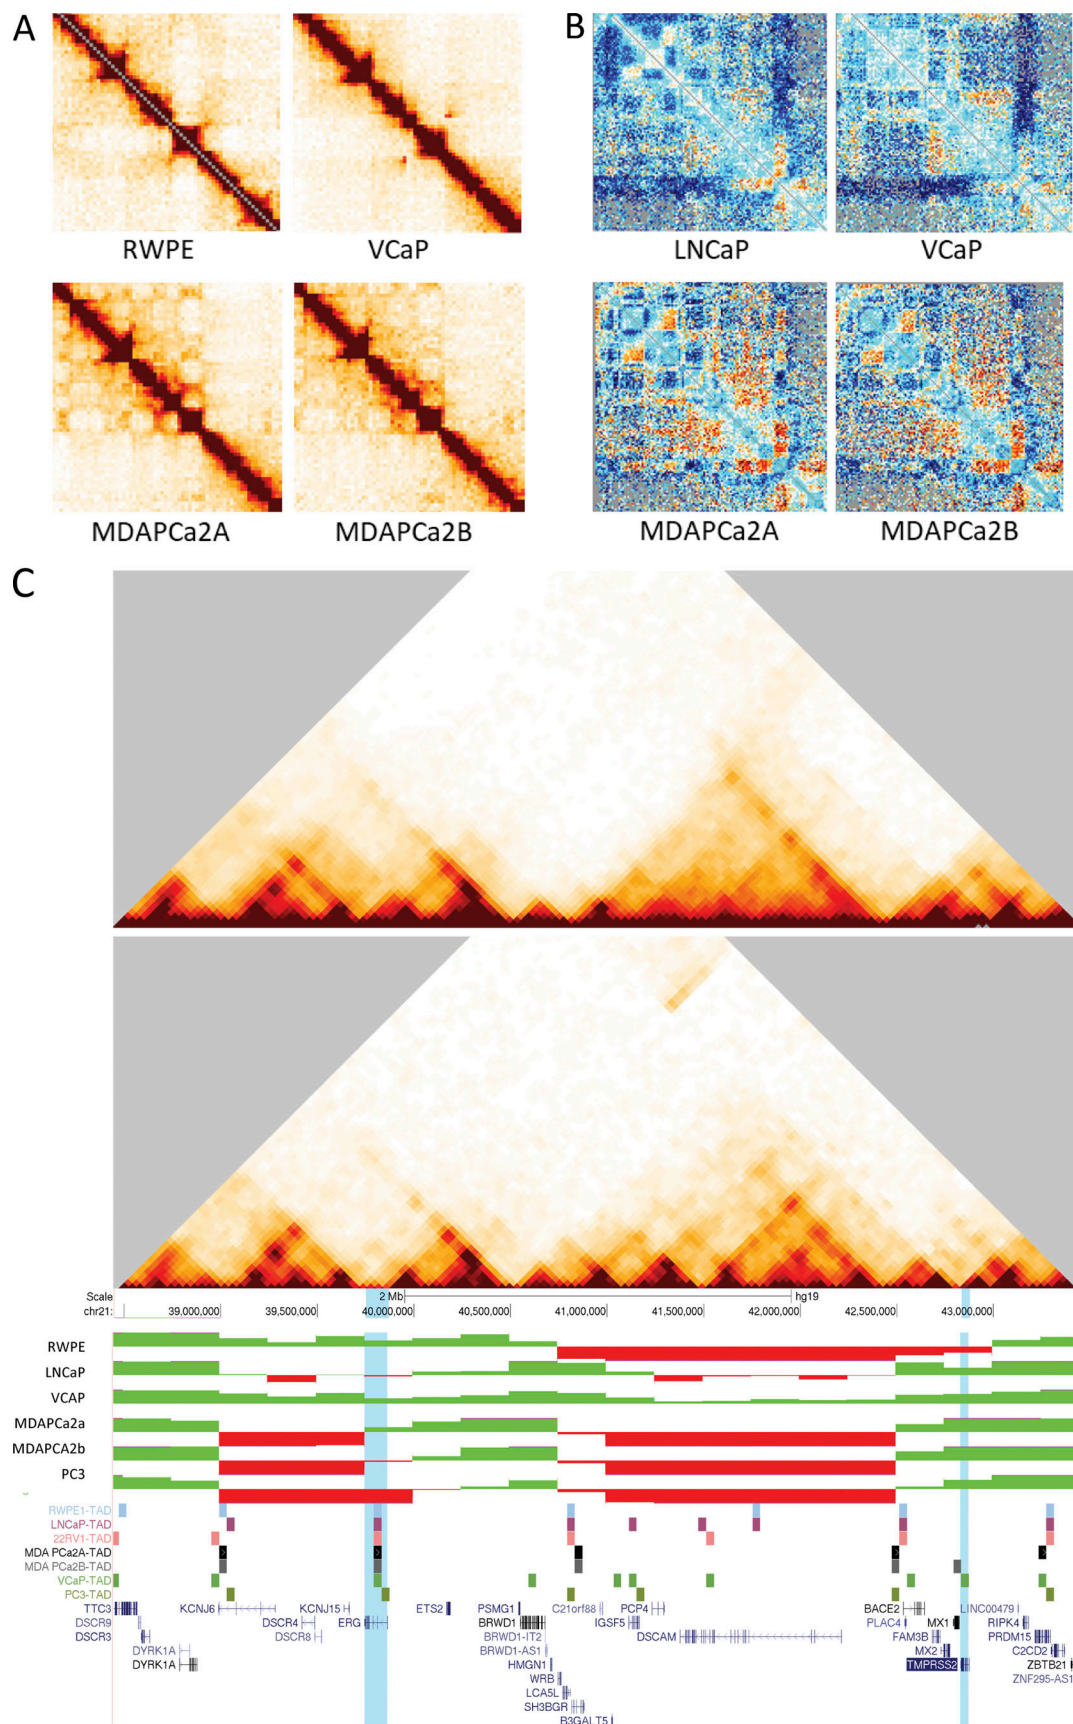 A
B
RWPE
VCaP
LNCaP
VCaP
MDAPCa2A
MDAPCa2B
MDAPCa2A
MDAPCa2B
C
Scale
2 Mb
hg19
chr21:
39,000,000
39,500,000
40,000,000
40,500,000
41,000,000
41,500,000
42,000,000
42,500,000
43,000,000
RWPE
LNCaP
VCAP
MDAPCa2a
MDAPCA2b
PC3
RWPE1-TAD
LNCaP-TAD
22RV1-TAD
MDA PCa2A-TAD
MDA PCa2B-TAD
VCaP-TAD
PC3-TAD
TTC3 KCNJ6 KCNJ15 ETS2 PSMG1 C21orf88 PCP4 BACE2 LINC00479
DSCR9 DSCR4 ERG BRWD1 IGSF5 PLAC4 MX1 RIPK4
DSCR3 DSCR8 BRWD1-IT2 DSCAM FAM3B PRDM15
DYRK1A BRWD1-AS1 MX2 C2CD2
DYRK1A HMGN1 TMPRSS2 ZBTB21
WRB ZNF295-AS1
LCA5L
SH3BGR
B3GALT5